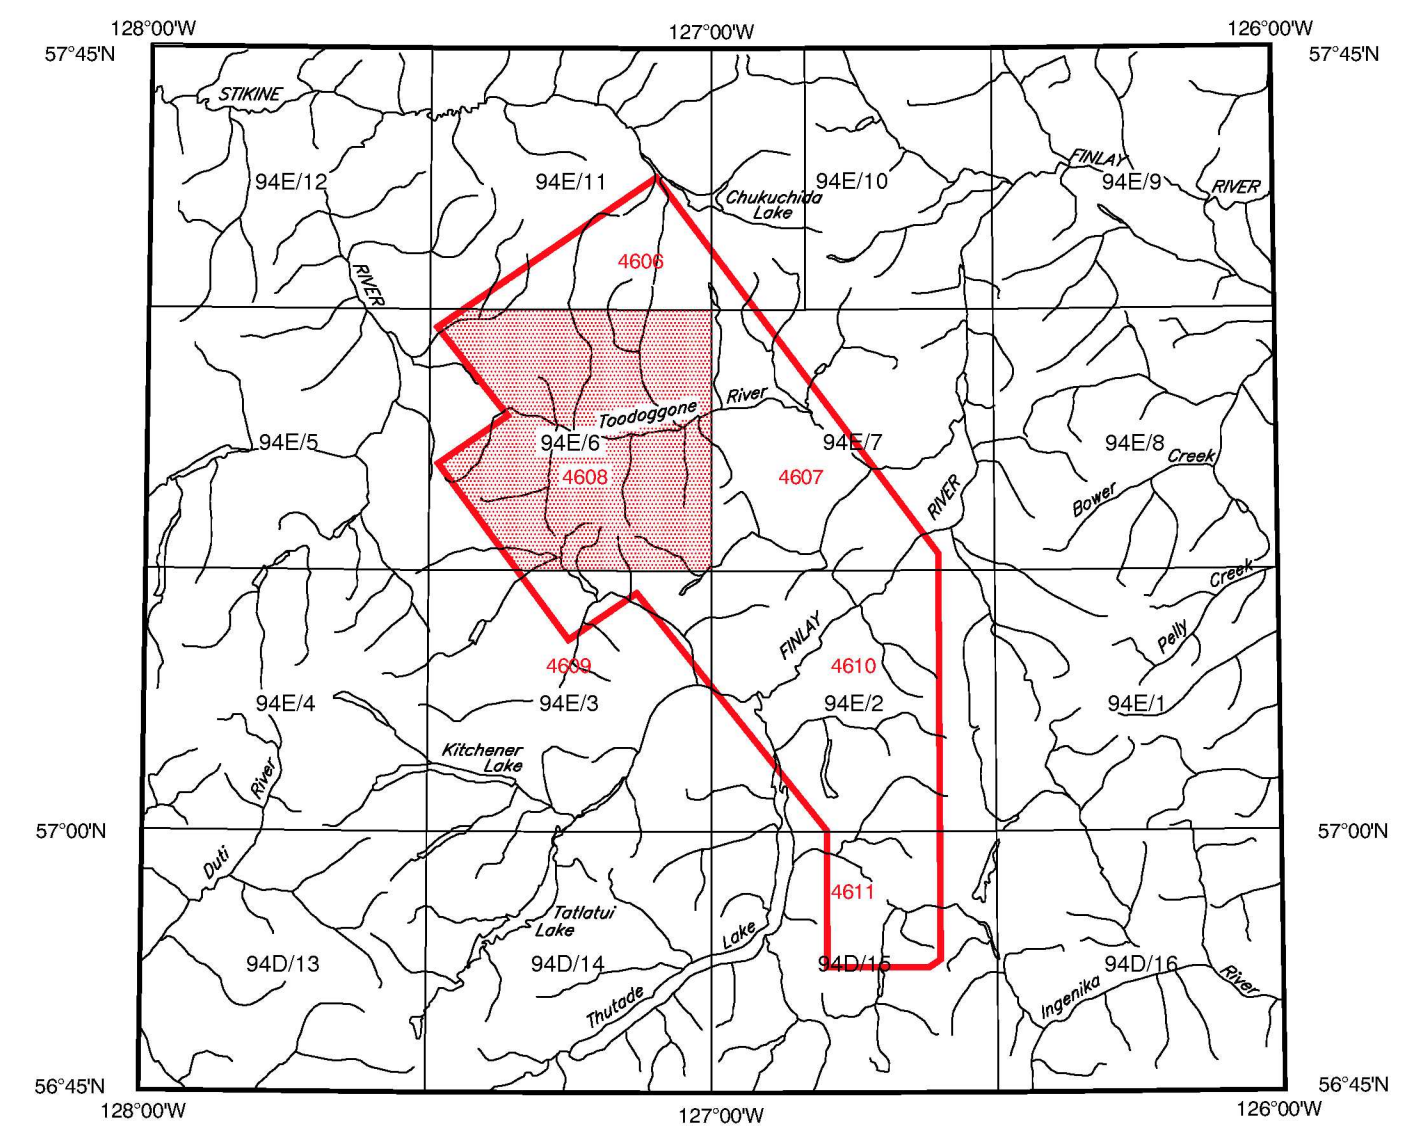 128°00'W
127°00'W
126°00'W
57°45'N
57°45'N
STIKINE
FINLAY
94E/12
94E/11
94E/10
94E/9
RIVER
Chukuchida
Lake
4606
RIVER
River
Toodoggone
94E/5
94E/6
94E/7
94E/8
Creek
4608
4607
RIVER
Bower
Creek
FINLAY
Pelly
4609
4610
94E/4
94E/3
94E/2
94E/1
Kitchener
Lake
River
57°00'N
57°00'N
Duti
4611
Tatlatui
Lake
Lake
94D/13
94D/14
94D/15
94D/16
River
Ingenika
Thutade
56°45'N
56°45'N
128°00'W
127°00'W
126°00'W